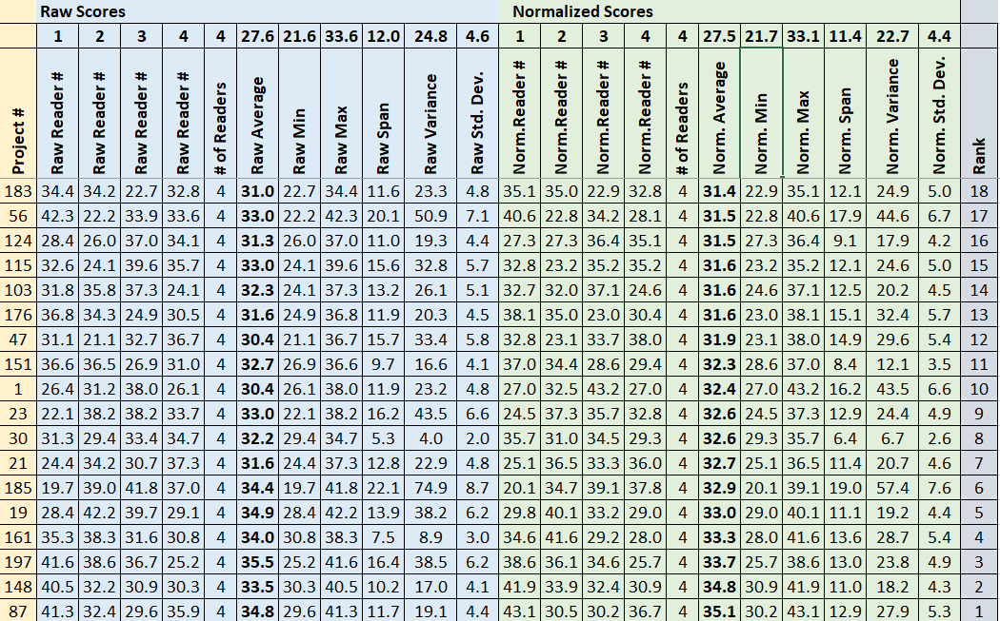 Raw Scores Normalized Scores
1 2 3 4 4 27.6 21.6 33.6 12.0 24.8 4.6 1 2 3 4 4 27.5 21.7 33.1 11.4 22.7 4.4
Project # Raw Reader # Raw Reader # Raw Reader # Raw Reader # # of Readers Raw Average Raw Min Raw Max Raw Span Raw Variance Raw Std. Dev. Norm.Reader # Norm.Reader # Norm.Reader # Norm.Reader # # of Readers Norm. Average Norm. Min Norm. Max Norm. Span Norm. Variance Norm. Std. Dev. Rank
183 34.4 34.2 22.7 32.8 4 31.0 22.7 34.4 11.6 23.3 4.8 35.1 35.0 22.9 32.8 4 31.4 22.9 35.1 12.1 24.9 5.0 18
56 42.3 22.2 33.9 33.6 4 33.0 22.2 42.3 20.1 50.9 7.1 40.6 22.8 34.2 28.1 4 31.5 22.8 40.6 17.9 44.6 6.7 17
124 28.4 26.0 37.0 34.1 4 31.3 26.0 37.0 11.0 19.3 4.4 27.3 27.3 36.4 35.1 4 31.5 27.3 36.4 9.1 17.9 4.2 16
115 32.6 24.1 39.6 35.7 4 33.0 24.1 39.6 15.6 32.8 5.7 32.8 23.2 35.2 35.2 4 31.6 23.2 35.2 12.1 24.6 5.0 15
103 31.8 35.8 37.3 24.1 4 32.3 24.1 37.3 13.2 26.1 5.1 32.7 32.0 37.1 24.6 4 31.6 24.6 37.1 12.5 20.2 4.5 14
176 36.8 34.3 24.9 30.5 4 31.6 24.9 36.8 11.9 20.3 4.5 38.1 35.0 23.0 30.4 4 31.6 23.0 38.1 15.1 32.4 5.7 13
47 31.1 21.1 32.7 36.7 4 30.4 21.1 36.7 15.7 33.4 5.8 32.8 23.1 33.7 38.0 4 31.9 23.1 38.0 14.9 29.6 5.4 12
151 36.6 36.5 26.9 31.0 4 32.7 26.9 36.6 9.7 16.6 4.1 37.0 34.4 28.6 29.4 4 32.3 28.6 37.0 8.4 12.1 3.5 11
1 26.4 31.2 38.0 26.1 4 30.4 26.1 38.0 11.9 23.2 4.8 27.0 32.5 43.2 27.0 4 32.4 27.0 43.2 16.2 43.5 6.6 10
23 22.1 38.2 38.2 33.7 4 33.0 22.1 38.2 16.2 43.5 6.6 24.5 37.3 35.7 32.8 4 32.6 24.5 37.3 12.9 24.4 4.9 9
30 31.3 29.4 33.4 34.7 4 32.2 29.4 34.7 5.3 4.0 2.0 35.7 31.0 34.5 29.3 4 32.6 29.3 35.7 6.4 6.7 2.6 8
21 24.4 34.2 30.7 37.3 4 31.6 24.4 37.3 12.8 22.9 4.8 25.1 36.5 33.3 36.0 4 32.7 25.1 36.5 11.4 20.7 4.6 7
185 19.7 39.0 41.8 37.0 4 34.4 19.7 41.8 22.1 74.9 8.7 20.1 34.7 39.1 37.8 4 32.9 20.1 39.1 19.0 57.4 7.6 6
19 28.4 42.2 39.7 29.1 4 34.9 28.4 42.2 13.9 38.2 6.2 29.8 40.1 33.2 29.0 4 33.0 29.0 40.1 11.1 19.2 4.4 5
161 35.3 38.3 31.6 30.8 4 34.0 30.8 38.3 7.5 8.9 3.0 34.6 41.6 29.2 28.0 4 33.3 28.0 41.6 13.6 28.7 5.4 4
197 41.6 38.6 36.7 25.2 4 35.5 25.2 41.6 16.4 38.5 6.2 38.6 36.1 34.6 25.7 4 33.7 25.7 38.6 13.0 23.8 4.9 3
148 40.5 32.2 30.9 30.3 4 33.5 30.3 40.5 10.2 17.0 4.1 41.9 33.9 32.4 30.9 4 34.8 30.9 41.9 11.0 18.2 4.3 2
87 41.3 32.4 29.6 35.9 4 34.8 29.6 41.3 11.7 19.1 4.4 43.1 30.5 30.2 36.7 4 35.1 30.2 43.1 12.9 27.9 5.3 1